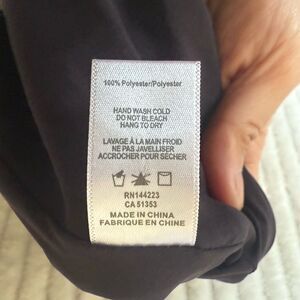 100% Polyester/Polyester
HAND WASH COLD
DO NOT BLEACH
HANG TO DRY
LAVAGE À LA MAIN FROID
NE PAS JAVELLISER
ACCROCHER POUR SÉCHER
RN144223
CA 51353
MADE IN CHINA
FABRIQUE EN CHINE